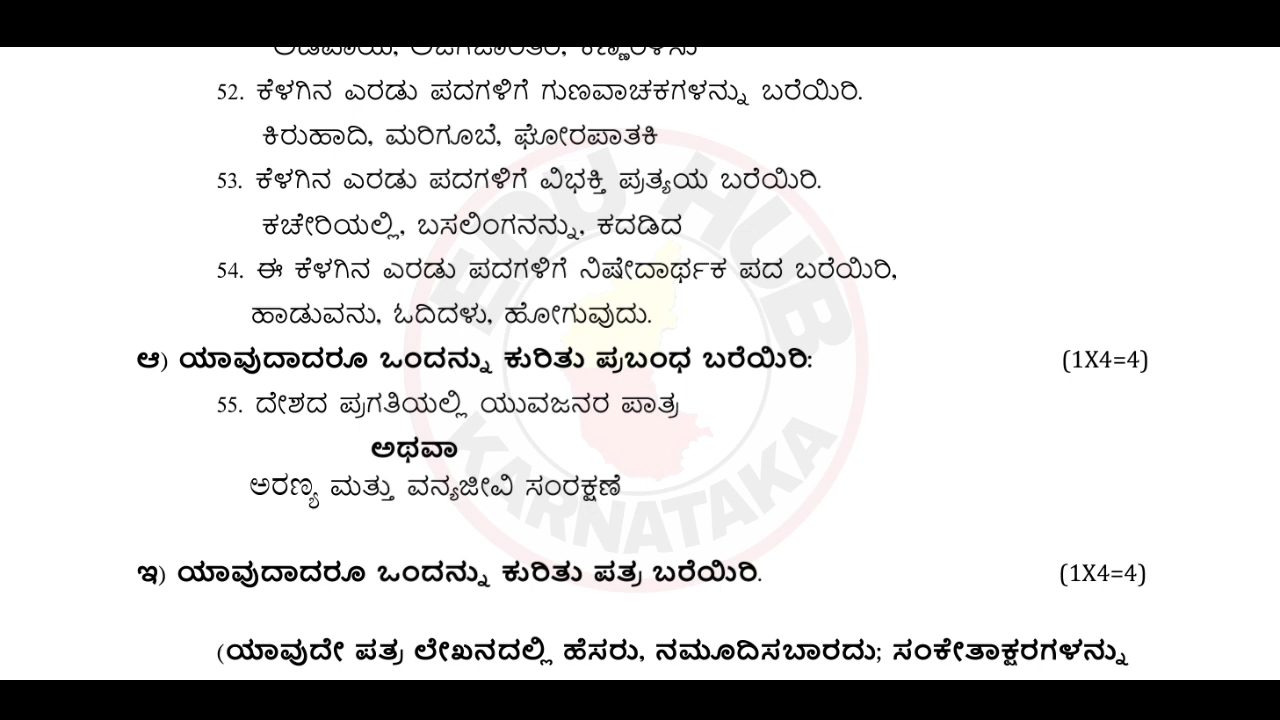 52. ಕೆಳಗಿನ ಎರಡು ಪದಗಳಿಗೆ ಗುಣವಾಚಕಗಳನ್ನು ಬರೆಯಿರಿ.
ಕಿರುಹಾದಿ, ಮರಿಗೂಬೆ, ಘೋರಪಾತಕಿ
53. ಕೆಳಗಿನ ಎರಡು ಪದಗಳಿಗೆ ವಿಭಕ್ತಿ ಪ್ರತ್ಯಯ ಬರೆಯಿರಿ.
ಕಚೇರಿಯಲ್ಲಿ, ಬಸಲಿಂಗನನ್ನು, ಕದಡಿದ
54. ಈ ಕೆಳಗಿನ ಎರಡು ಪದಗಳಿಗೆ ನಿಷೇದಾರ್ಥಕ ಪದ ಬರೆಯಿರಿ,
ಹಾಡುವನು, ಓದಿದಳು, ಹೋಗುವುದು.
ಆ) ಯಾವುದಾದರೂ ಒಂದನ್ನು ಕುರಿತು ಪ್ರಬಂಧ ಬರೆಯಿರಿ: (1X4=4)
55. ದೇಶದ ಪ್ರಗತಿಯಲ್ಲಿ ಯುವಜನರ ಪಾತ್ರ
ಅಥವಾ
ಅರಣ್ಯ ಮತ್ತು ವನ್ಯಜೀವಿ ಸಂರಕ್ಷಣೆ
ಇ) ಯಾವುದಾದರೂ ಒಂದನ್ನು ಕುರಿತು ಪತ್ರ ಬರೆಯಿರಿ. (1X4=4)
(ಯಾವುದೇ ಪತ್ರ ಲೇಖನದಲ್ಲಿ ಹೆಸರು, ನಮೂದಿಸಬಾರದು; ಸಂಕೇತಾಕ್ಷರಗಳನ್ನು
EDU HUB
KARNATAKA